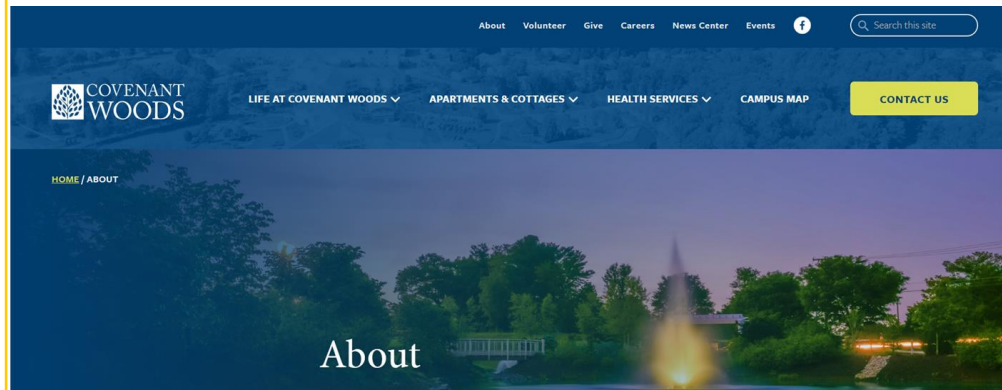 About Volunteer Give Careers News Center Events f Search this site
COVENANT
WOODS
LIFE AT COVENANT WOODS APARTMENTS & COTTAGES HEALTH SERVICES CAMPUS MAP CONTACT US
HOME / ABOUT
About